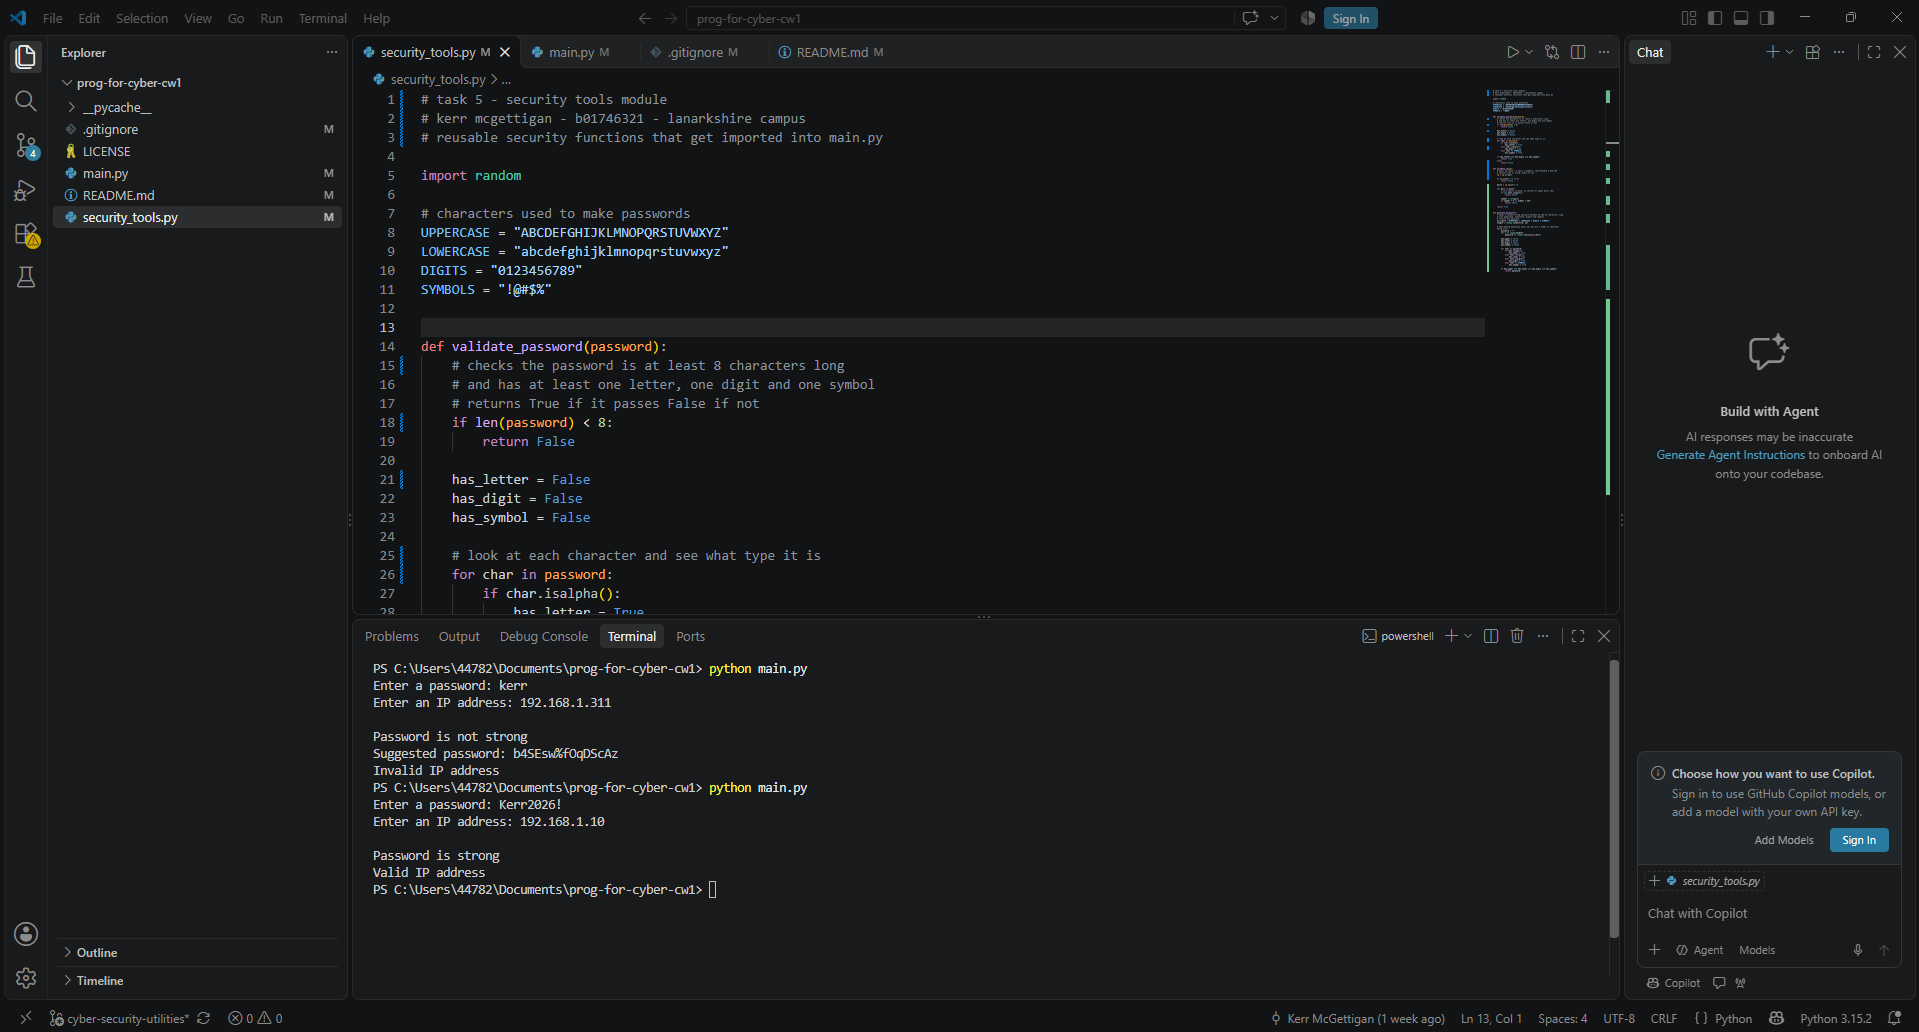 File Edit Selection View Go Run Terminal Help
prog-for-cyber-cw1
Sign In
Explorer
prog-for-cyber-cw1
__pycache__
.gitignore M
LICENSE
main.py M
README.md M
security_tools.py M
4
Outline
Timeline
security_tools.py M
main.py M
.gitignore M
README.md M
security_tools.py > ...
1 # task 5 - security tools module
2 # kerr mcgettigan - b01746321 - lanarkshire campus
3 # reusable security functions that get imported into main.py
4
5 import random
6
7 # characters used to make passwords
8 UPPERCASE = "ABCDEFGHIJKLMNOPQRSTUVWXYZ"
9 LOWERCASE = "abcdefghijklmnopqrstuvwxyz"
10 DIGITS = "0123456789"
11 SYMBOLS = "!@#$%"
12
13
14 def validate_password(password):
15 # checks the password is at least 8 characters long
16 # and has at least one letter, one digit and one symbol
17 # returns True if it passes False if not
18 if len(password) < 8:
19 return False
20
21 has_letter = False
22 has_digit = False
23 has_symbol = False
24
25 # look at each character and see what type it is
26 for char in password:
27 if char.isalpha():
28 has_letter = True
Problems Output Debug Console Terminal Ports
powershell
PS C:\Users\44782\Documents\prog-for-cyber-cw1> python main.py
Enter a password: kerr
Enter an IP address: 192.168.1.311
Password is not strong
Suggested password: b4SEsw%fOqDScAz
Invalid IP address
PS C:\Users\44782\Documents\prog-for-cyber-cw1> python main.py
Enter a password: Kerr2026!
Enter an IP address: 192.168.1.10
Password is strong
Valid IP address
PS C:\Users\44782\Documents\prog-for-cyber-cw1>
Chat
Build with Agent
AI responses may be inaccurate
Generate Agent Instructions to onboard AI
onto your codebase.
Choose how you want to use Copilot.
Sign in to use GitHub Copilot models, or
add a model with your own API key.
Add Models Sign In
security_tools.py
Chat with Copilot
Agent Models
Copilot
cyber-security-utilities* 0 0
Kerr McGettigan (1 week ago) Ln 13, Col 1 Spaces: 4 UTF-8 CRLF { } Python Python 3.15.2